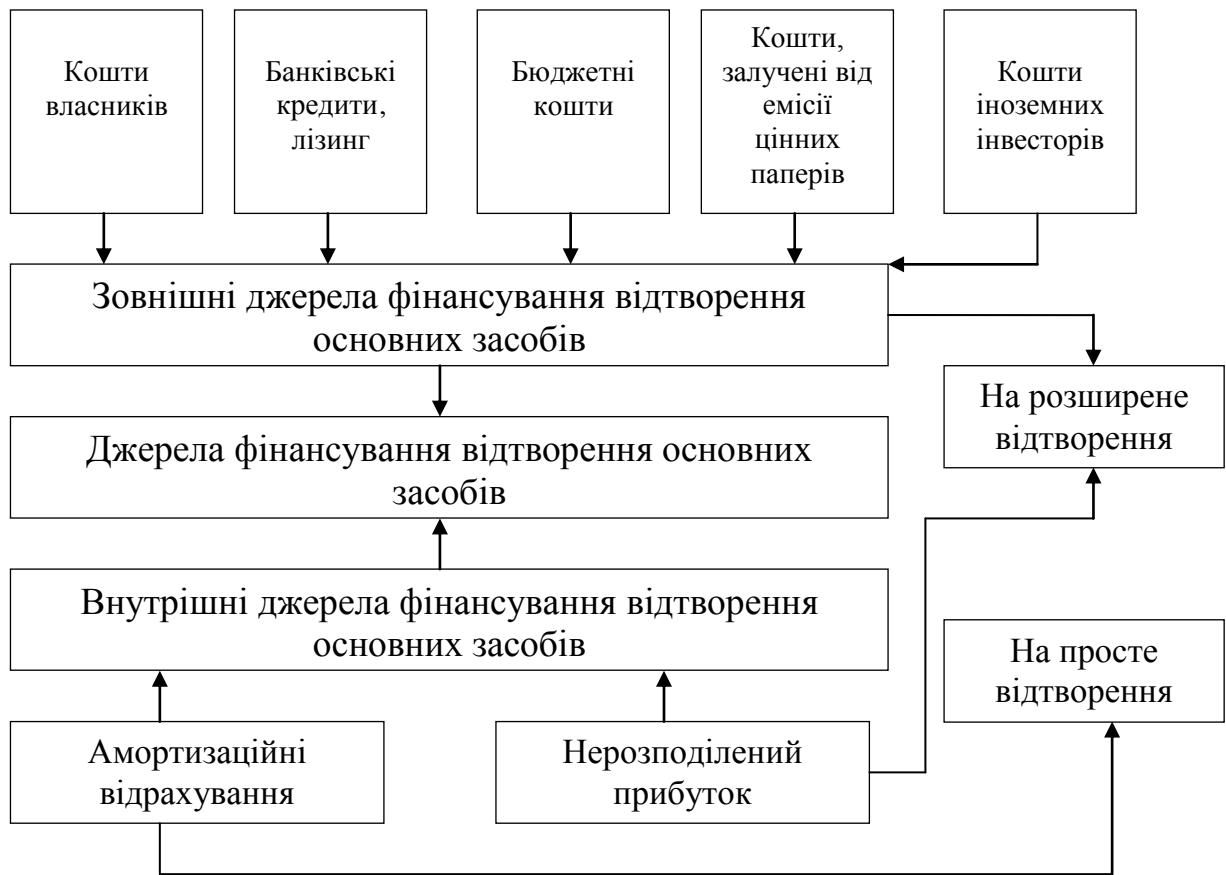 Кошти
власників
Банківські
кредити,
лізинг
Бюджетні
кошти
Кошти,
залучені від
емісії
цінних
паперів
Кошти
іноземних
інвесторів
Зовнішні джерела фінансування відтворення
основних засобів
На розширене
відтворення
Джерела фінансування відтворення основних
засобів
Внутрішні джерела фінансування відтворення
основних засобів
На просте
відтворення
Амортизаційні
відрахування
Нерозподілений
прибуток